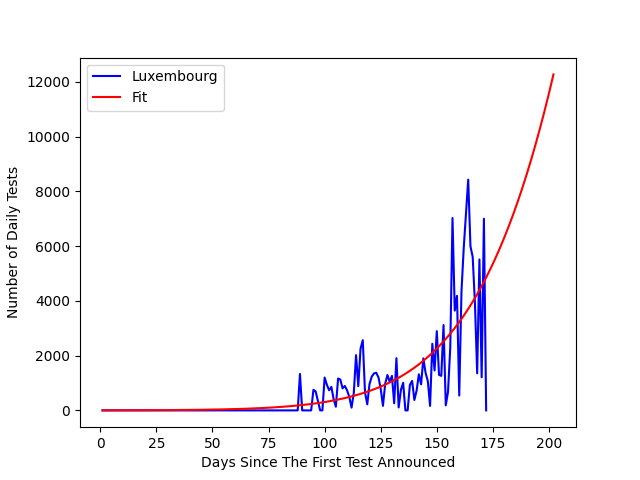 Luxembourg
Fit
12000
10000
8000
6000
4000
2000
0
Number of Daily Tests
0 25 50 75 100 125 150 175 200
Days Since The First Test Announced